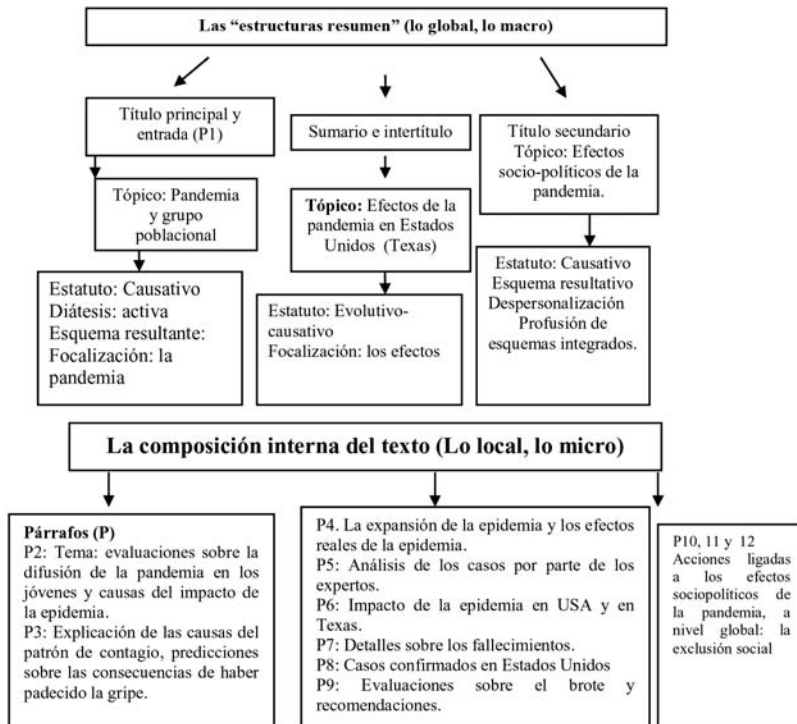 Las “estructuras resumen” (lo global, lo macro)
Título principal y
entrada (P1)
Sumario e intertítulo
Título secundario
Tópico: Efectos
socio-políticos de la
pandemia.
Tópico: Pandemia
y grupo
poblacional
Tópico: Efectos de la
pandemia en Estados
Unidos (Texas)
Estatuto: Causativo
Diátesis: activa
Esquema resultante:
Focalización: la
pandemia
Estatuto: Evolutivo-
causativo
Focalización: los efectos
Estatuto: Causativo
Esquema resultativo
Despersonalización
Profusión de
esquemas integrados.
La composición interna del texto (Lo local, lo micro)
Párrafos (P)
P2: Tema: evaluaciones sobre la
difusión de la pandemia en los
jóvenes y causas del impacto de
la epidemia.
P3: Explicación de las causas del
patrón de contagio, predicciones
sobre las consecuencias de haber
padecido la gripe.
P4. La expansión de la epidemia y los efectos
reales de la epidemia.
P5: Análisis de los casos por parte de los
expertos.
P6: Impacto de la epidemia en USA y en
Texas.
P7: Detalles sobre los fallecimientos.
P8: Casos confirmados en Estados Unidos
P9: Evaluaciones sobre el brote y
recomendaciones.
P10, 11 y 12
Acciones ligadas
a los efectos
sociopolíticos de
la pandemia, a
nivel global: la
exclusión social